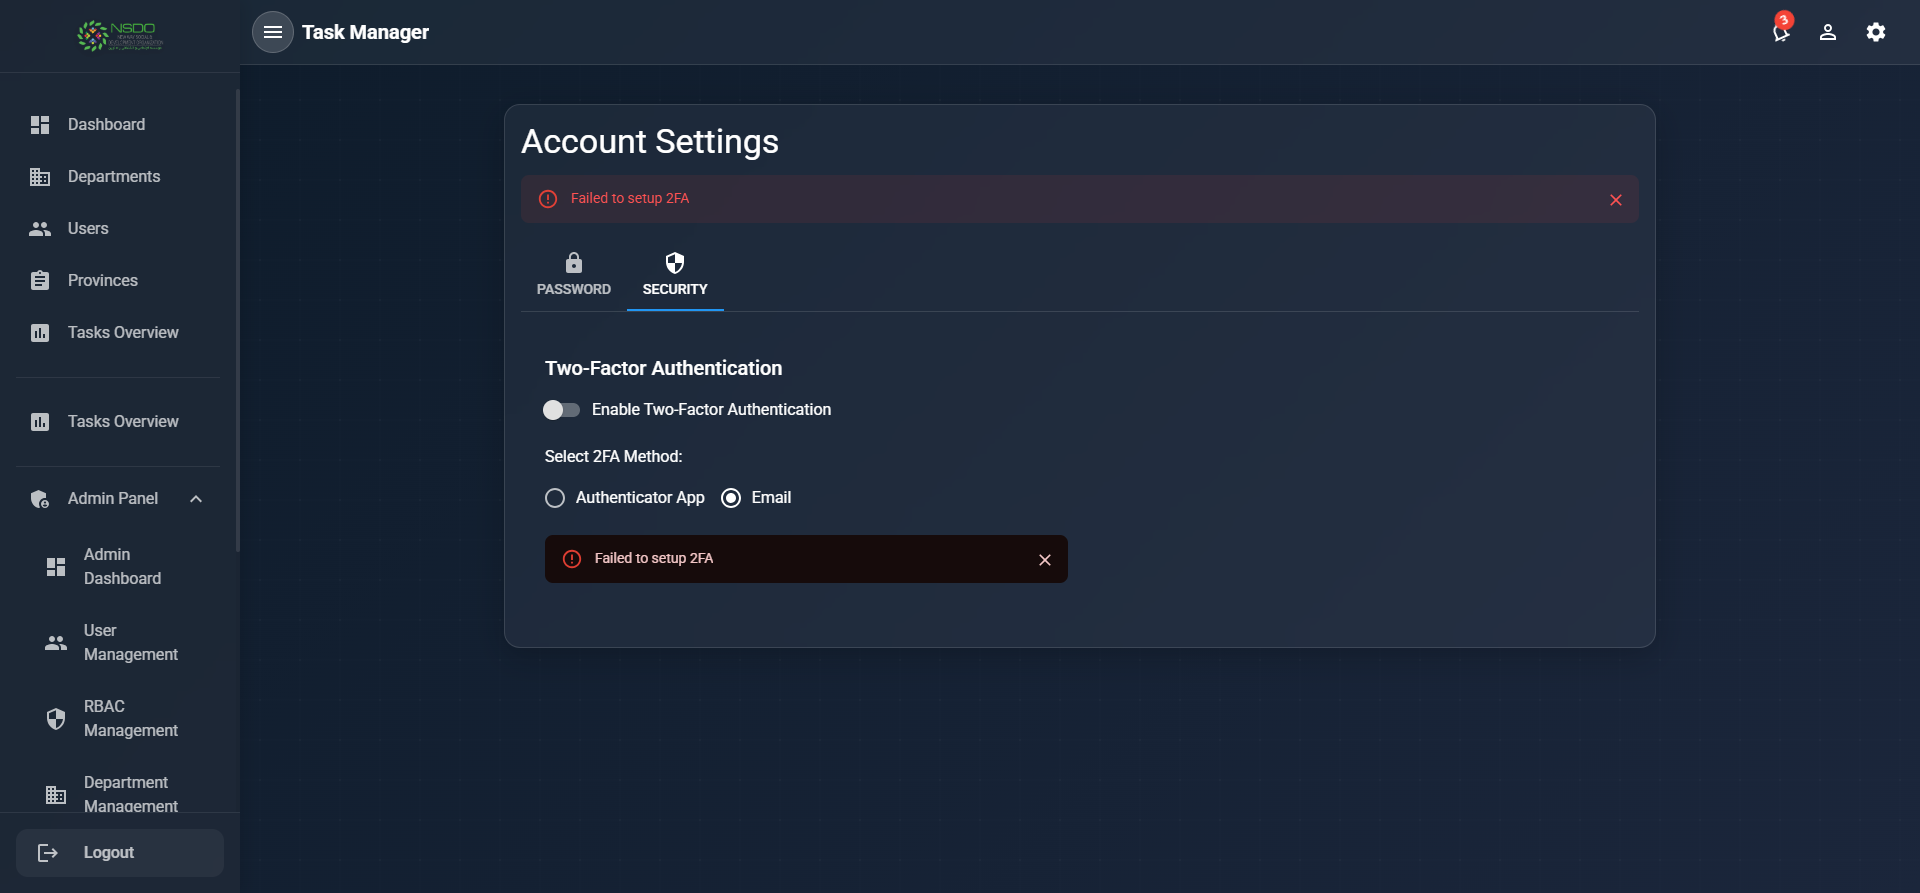 NSDO
Task Manager
3
Dashboard
Departments
Users
Provinces
Tasks Overview
Tasks Overview
Admin Panel
Admin
Dashboard
User
Management
RBAC
Management
Department
Management
Logout
Account Settings
Failed to setup 2FA
PASSWORD
SECURITY
Two-Factor Authentication
Enable Two-Factor Authentication
Select 2FA Method:
Authenticator App
Email
Failed to setup 2FA